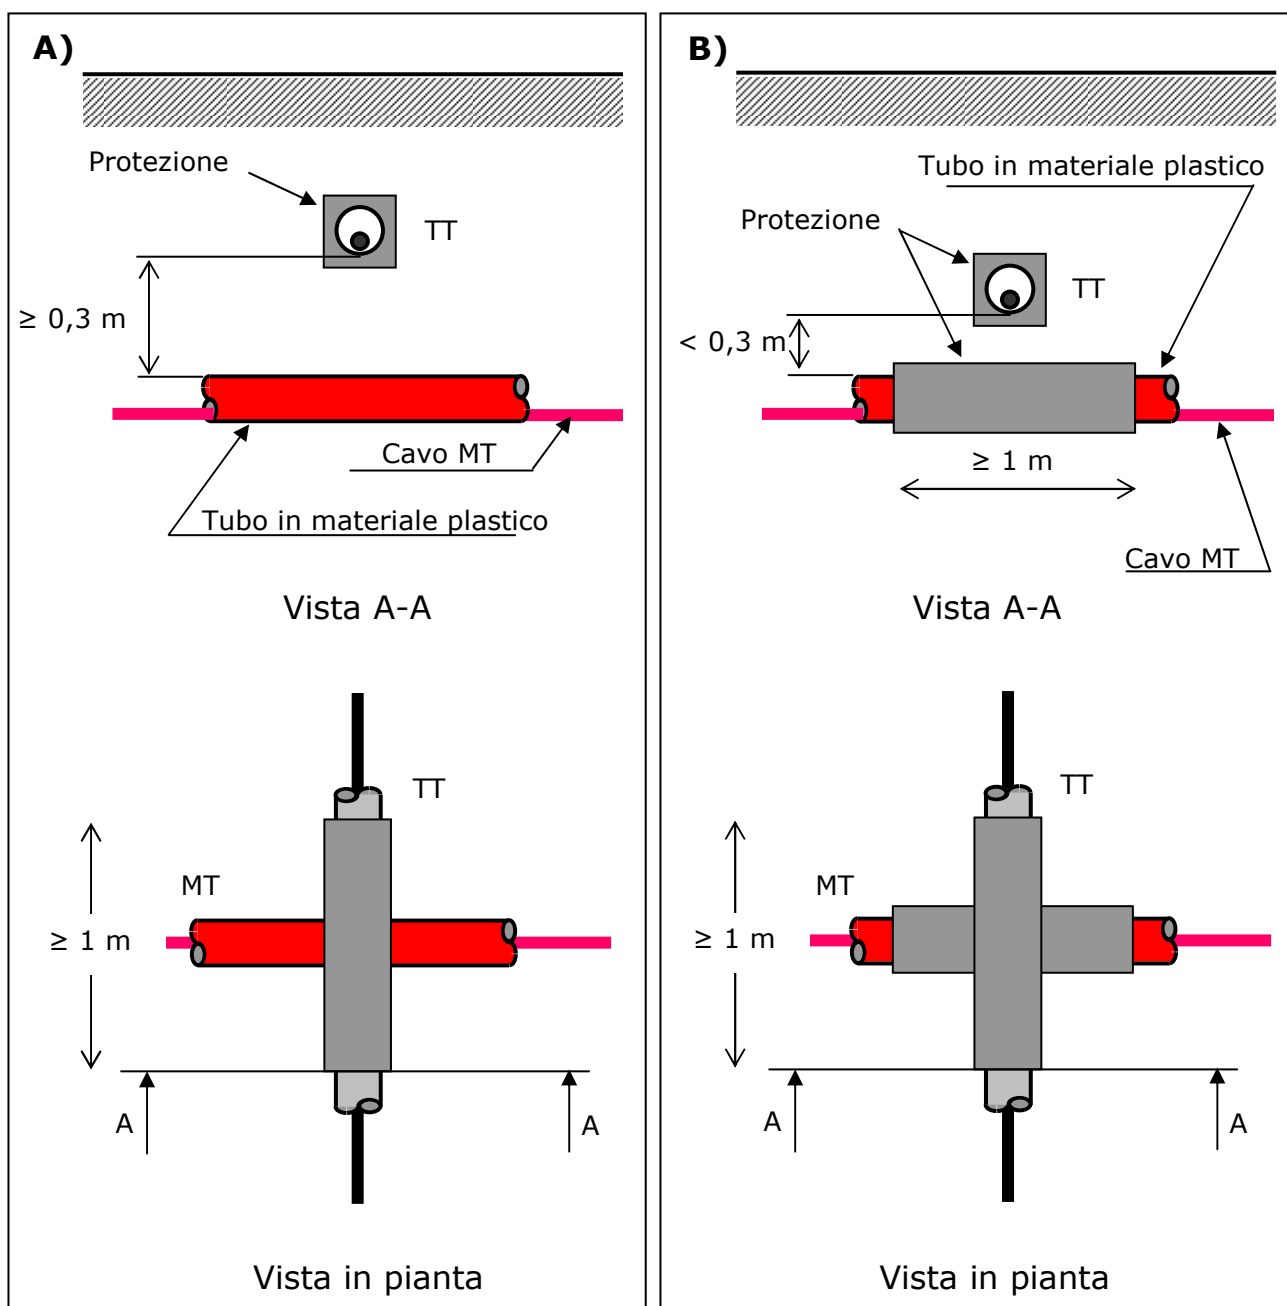 A)
Protezione
TT
≥ 0,3 m
Cavo MT
Tubo in materiale plastico
Vista A-A
TT
MT
≥ 1 m
A
A
Vista in pianta
B)
Tubo in materiale plastico
Protezione
TT
< 0,3 m
≥ 1 m
Cavo MT
Vista A-A
TT
MT
≥ 1 m
A
A
Vista in pianta